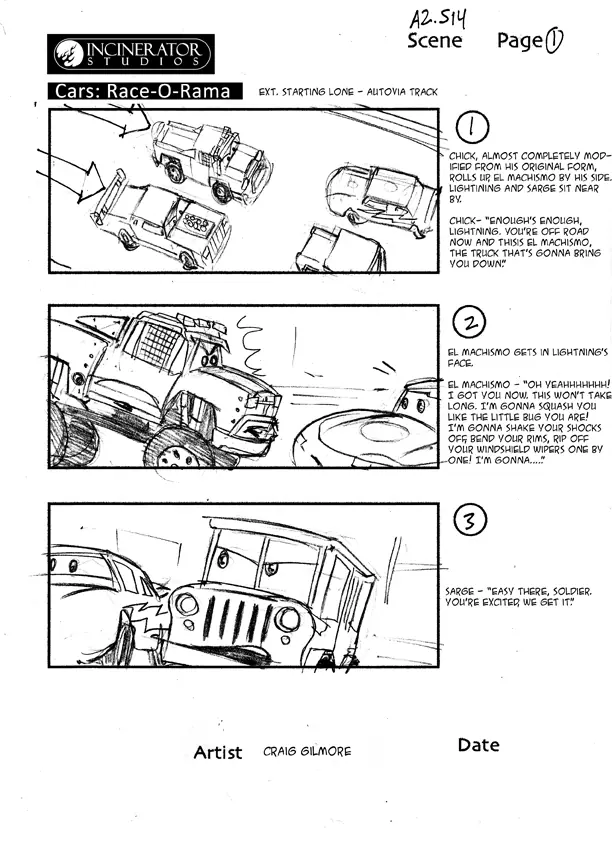 A2.S14
Scene Page 1
INCINERATOR
STUDIOS
Cars: Race-O-Rama EXT. STARTING LONE - AUTOVIA TRACK
1
CHICK, ALMOST COMPLETELY MOD-
IFIED FROM HIS ORIGINAL FORM,
ROLLS UP, EL MACHISMO BY HIS SIDE.
LIGHTINING AND SARGE SIT NEAR
BY.
CHICK- "ENOUGH'S ENOUGH,
LIGHTNING. YOU'RE OFF ROAD
NOW AND THISIS EL MACHISMO,
THE TRUCK THAT'S GONNA BRING
YOU DOWN."
2
EL MACHISMO GETS IN LIGHTNING'S
FACE.
EL MACHISMO - "OH YEAHHHHHHH!
I GOT YOU NOW. THIS WON'T TAKE
LONG. I'M GONNA SQUASH YOU
LIKE THE LITTLE BUG YOU ARE!
I'M GONNA SHAKE YOUR SHOCKS
OFF, BEND YOUR RIMS, RIP OFF
YOUR WINDSHIELD WIPERS ONE BY
ONE! I'M GONNA....."
3
SARGE - "EASY THERE, SOLDIER.
YOU'RE EXCITED, WE GET IT."
Artist CRAIG GILMORE Date